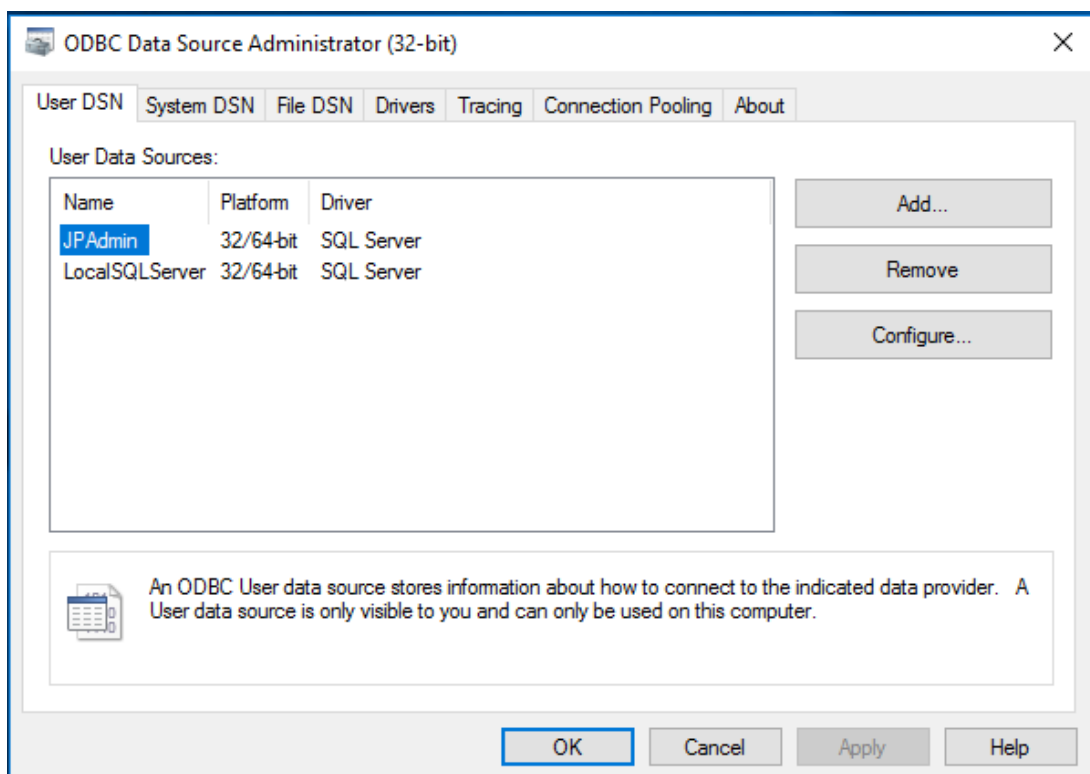 ODBC Data Source Administrator (32-bit)
User DSN System DSN File DSN Drivers Tracing Connection Pooling About
User Data Sources:
Name Platform Driver
JPAdmin 32/64-bit SQL Server
LocalSQLServer 32/64-bit SQL Server
Add...
Remove
Configure...
An ODBC User data source stores information about how to connect to the indicated data provider. A
User data source is only visible to you and can only be used on this computer.
OK Cancel Apply Help